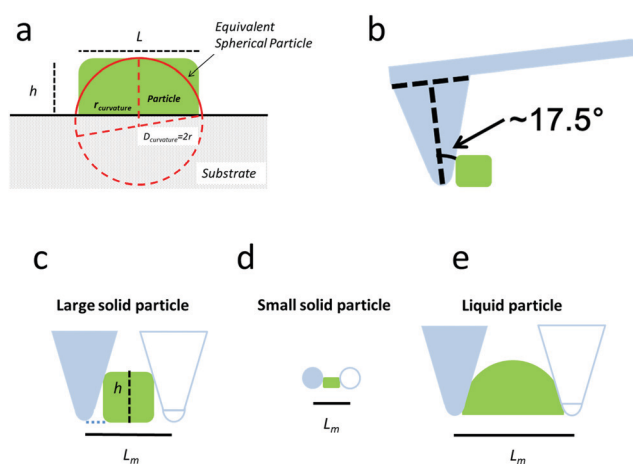 a
L
Equivalent
Spherical Particle
h
r_curvature
Particle
D_curvature=2r
Substrate
b
~17.5°
c
Large solid particle
h
L_m
d
Small solid particle
L_m
e
Liquid particle
L_m